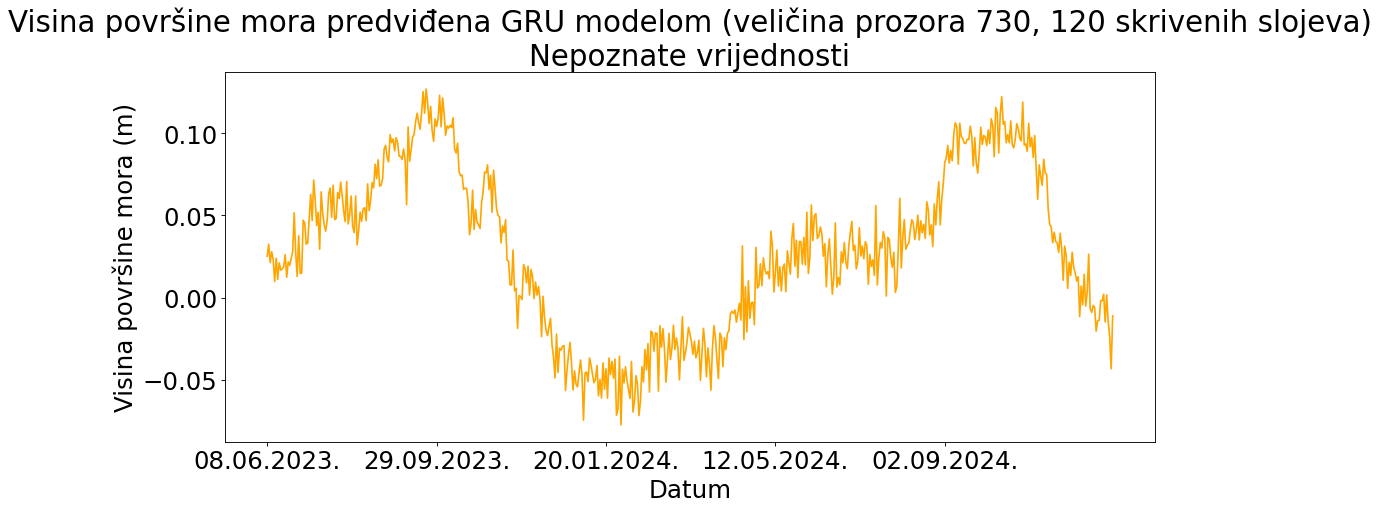 Visina površine mora predviđena GRU modelom (veličina prozora 730, 120 skrivenih slojeva)
Nepoznate vrijednosti
Visina površine mora (m)
0.10
0.05
0.00
−0.05
08.06.2023. 29.09.2023. 20.01.2024. 12.05.2024. 02.09.2024.
Datum